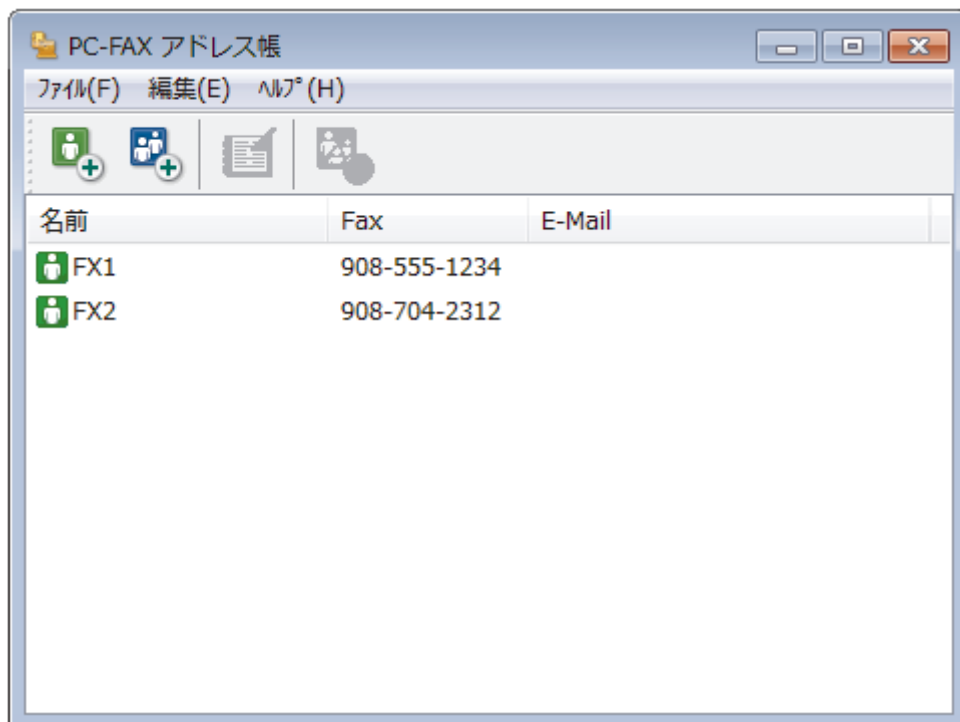 PC-FAX アドレス帳
ﾌｧｲﾙ(F) 編集(E) ﾍﾙﾌﾟ(H)
名前 Fax E-Mail
FX1 908-555-1234
FX2 908-704-2312